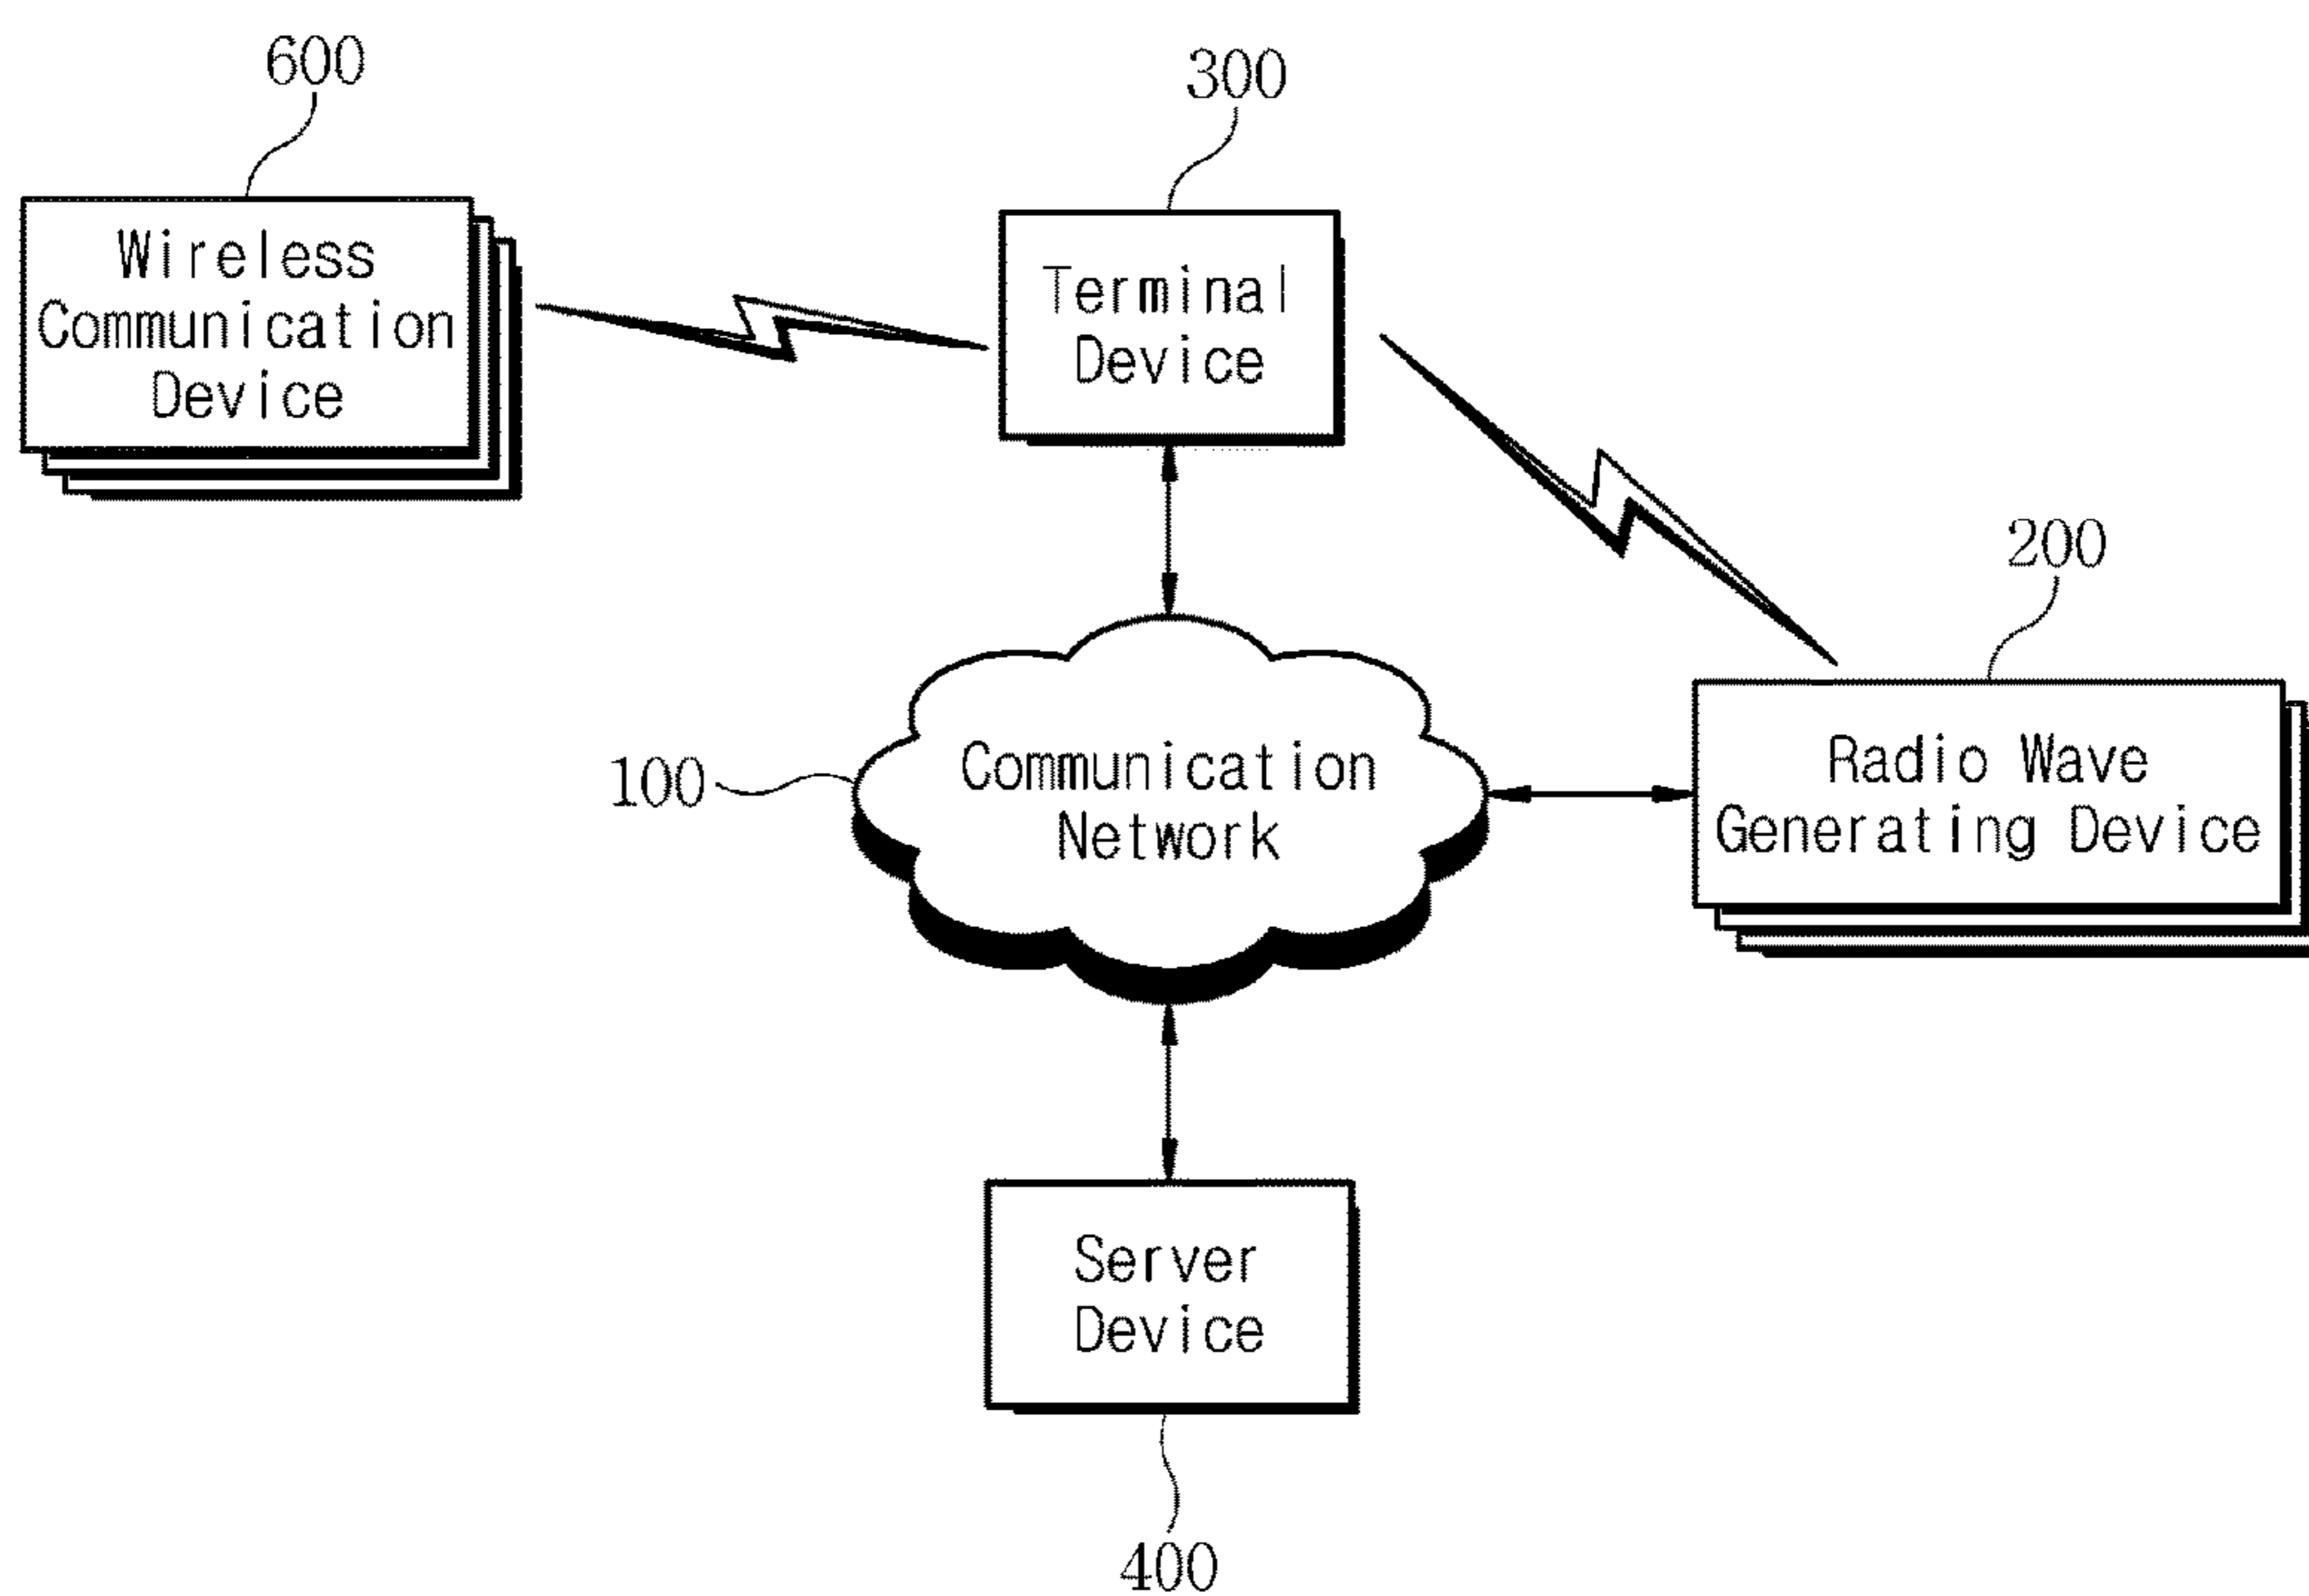 600
300
Wireless
Communication
Device
Terminal
Device
200
100
Communication
Network
Radio Wave
Generating Device
Server
Device
400